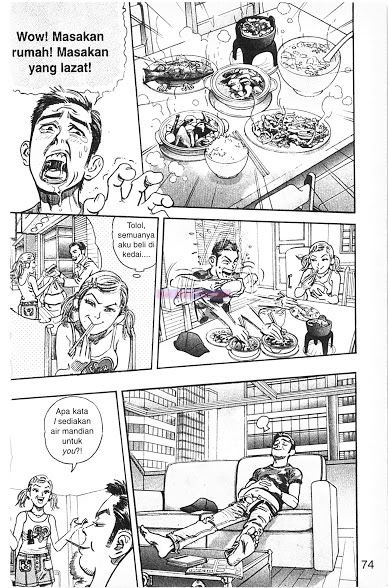 Wow! Masakan
rumah! Masakan
yang lazat!
Tolol,
semuanya
aku beli di
kedai....
Apa kata
I sediakan
air mandian
untuk
you?!
74